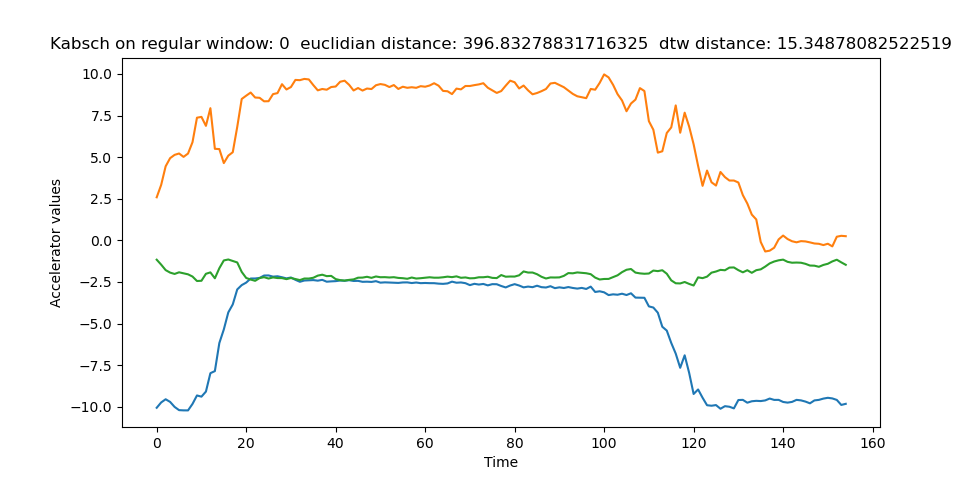 Kabsch on regular window: 0  euclidian distance: 396.83278831716325  dtw distance: 15.34878082522519
10.0
7.5
5.0
2.5
0.0
−2.5
−5.0
−7.5
−10.0
Accelerator values
0 20 40 60 80 100 120 140 160
Time